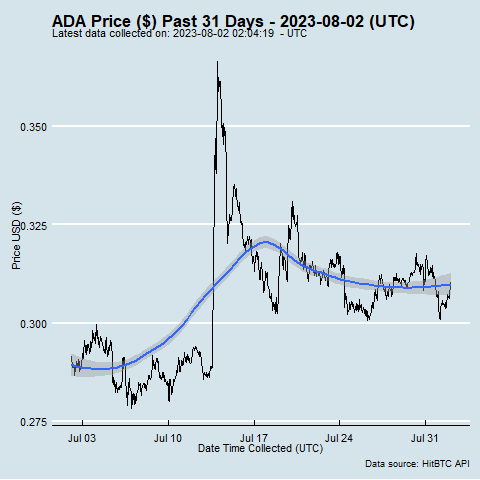 ADA Price ($) Past 31 Days - 2023-08-02 (UTC)
Latest data collected on: 2023-08-02 02:04:19 - UTC
0.350
0.325
0.300
0.275
Price USD ($)
Jul 03 Jul 10 Jul 17 Jul 24 Jul 31
Date Time Collected (UTC)
Data source: HitBTC API